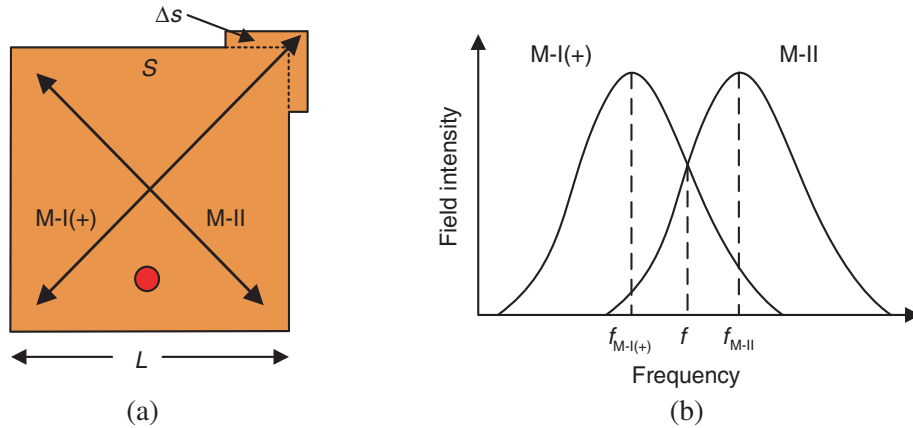 Δs
S
M-I(+)
M-II
L
(a)
M-I(+)
M-II
Field intensity
f_M-I(+)
f
f_M-II
Frequency
(b)